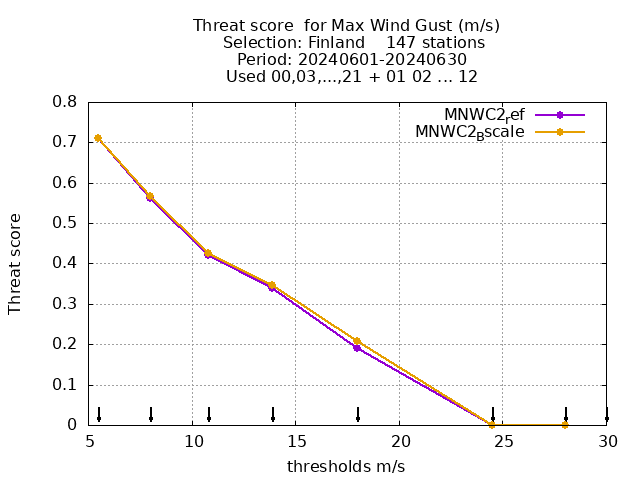 Threat score  for Max Wind Gust (m/s)
Selection: Finland    147 stations
Period: 20240601-20240630
Used 00,03,...,21 + 01 02 ... 12
MNWC2ref
MNWC2Bscale
0.8
0.7
0.6
0.5
0.4
0.3
0.2
0.1
0
Threat score
5 10 15 20 25 30
thresholds m/s